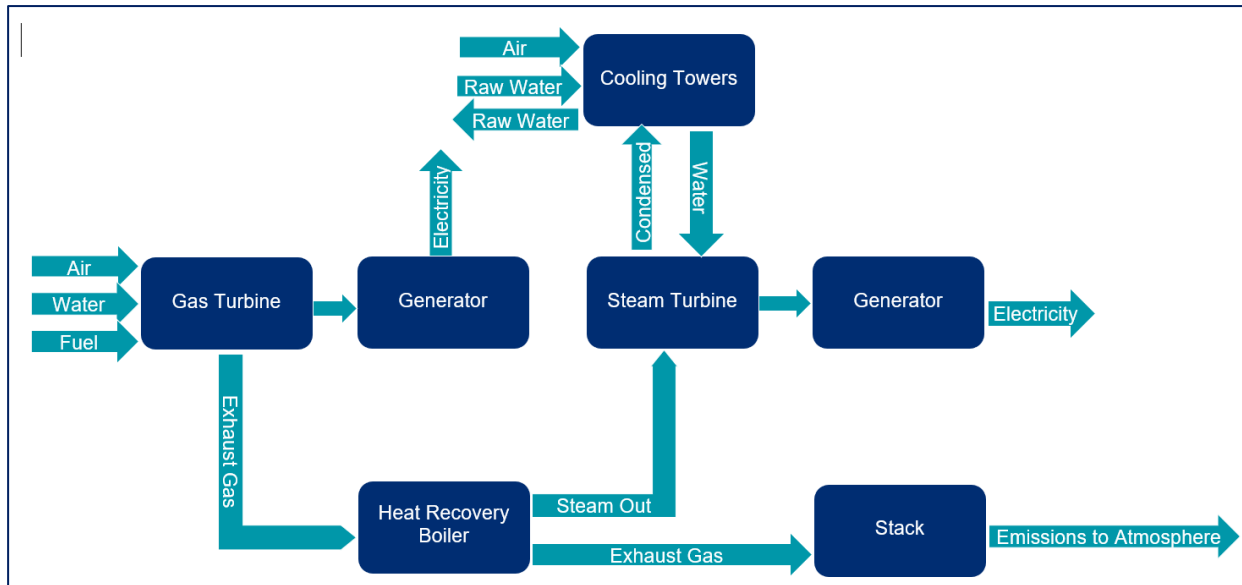 Air
Cooling Towers
Raw Water
Raw Water
Electricity
Condensed
Water
Air
Water
Fuel
Gas Turbine
Generator
Steam Turbine
Generator
Electricity
Exhaust Gas
Heat Recovery
Boiler
Steam Out
Exhaust Gas
Stack
Emissions to Atmosphere